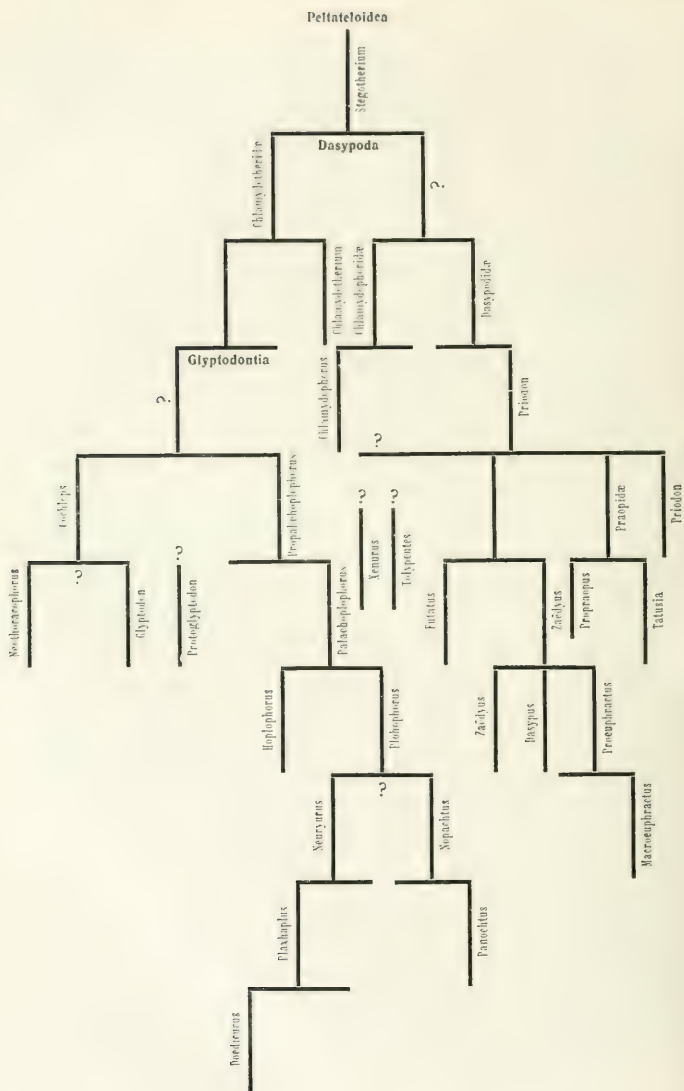 Peltateloidea
Stegotherium
Dasypoda
Chlamydotheridæ
?
Chlamydotherium
Chlamydophoridæ
Dasypodidæ
Glyptodontia
?
Chlamydophorus
Priodon
?
Cochlops
Propalæhoplophorus
?
?
Praopidæ
Priodon
?
?
Neothoracophorus
Glyptodon
Protoglyptodon
Palæhoplophorus
Xenurus
Tolypeutes
Eutatus
Zaëdyus
Propraopus
Tatusia
Hoplophorus
Plohophorus
Zaëdyus
Dasypus
Proeuphractus
?
Neuryurus
Nopachtus
Macroeuphractus
Plaxhaplus
Panochtus
Doedicurus